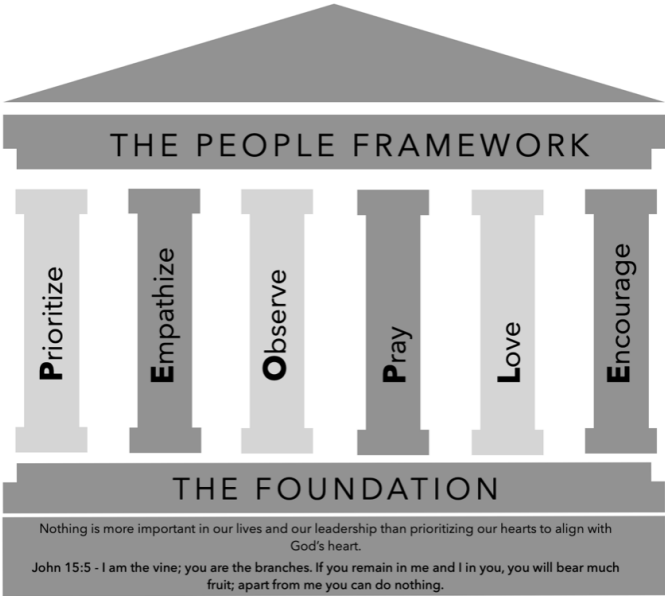 THE PEOPLE FRAMEWORK
Prioritize
Empathize
Observe
Pray
Love
Encourage
THE FOUNDATION
Nothing is more important in our lives and our leadership than prioritizing our hearts to align with
God's heart.
John 15:5 - I am the vine; you are the branches. If you remain in me and I in you, you will bear much
fruit; apart from me you can do nothing.